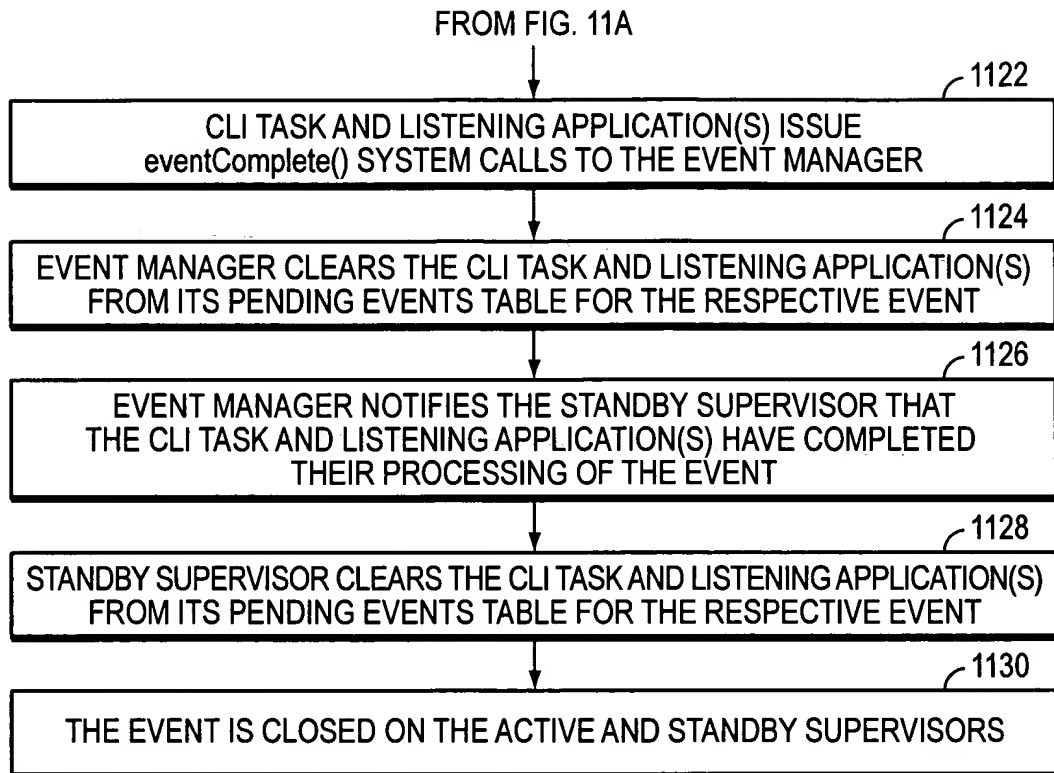 FROM FIG. 11A
1122
CLI TASK AND LISTENING APPLICATION(S) ISSUE
eventComplete() SYSTEM CALLS TO THE EVENT MANAGER
1124
EVENT MANAGER CLEARS THE CLI TASK AND LISTENING APPLICATION(S)
FROM ITS PENDING EVENTS TABLE FOR THE RESPECTIVE EVENT
1126
EVENT MANAGER NOTIFIES THE STANDBY SUPERVISOR THAT
THE CLI TASK AND LISTENING APPLICATION(S) HAVE COMPLETED
THEIR PROCESSING OF THE EVENT
1128
STANDBY SUPERVISOR CLEARS THE CLI TASK AND LISTENING APPLICATION(S)
FROM ITS PENDING EVENTS TABLE FOR THE RESPECTIVE EVENT
1130
THE EVENT IS CLOSED ON THE ACTIVE AND STANDBY SUPERVISORS